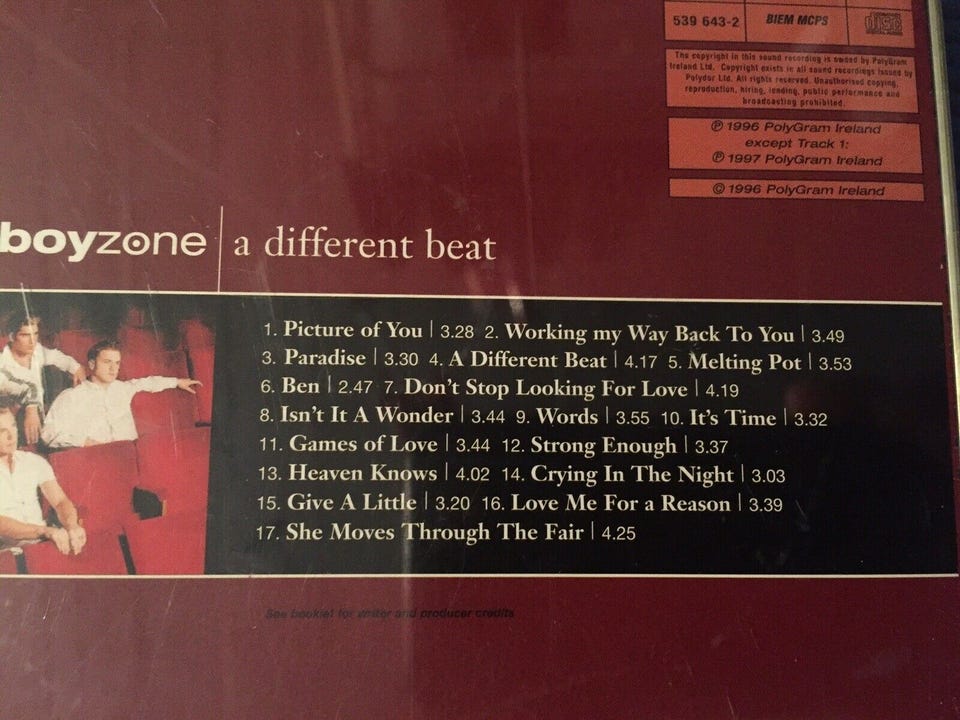 539 643-2 BIEM MCPS
The copyright in this sound recording is owned by PolyGram
Ireland Ltd. Copyright exists in all sound recordings issued by
Polydor Ltd. All rights reserved. Unauthorised copying,
reproduction, hiring, lending, public performance and
broadcasting prohibited.
℗ 1996 PolyGram Ireland
except Track 1:
℗ 1997 PolyGram Ireland
© 1996 PolyGram Ireland
boyzone | a different beat
1. Picture of You | 3.28 2. Working my Way Back To You | 3.49
3. Paradise | 3.30 4. A Different Beat | 4.17 5. Melting Pot | 3.53
6. Ben | 2.47 7. Don't Stop Looking For Love | 4.19
8. Isn't It A Wonder | 3.44 9. Words | 3.55 10. It's Time | 3.32
11. Games of Love | 3.44 12. Strong Enough | 3.37
13. Heaven Knows | 4.02 14. Crying In The Night | 3.03
15. Give A Little | 3.20 16. Love Me For a Reason | 3.39
17. She Moves Through The Fair | 4.25
See booklet for writer and producer credits